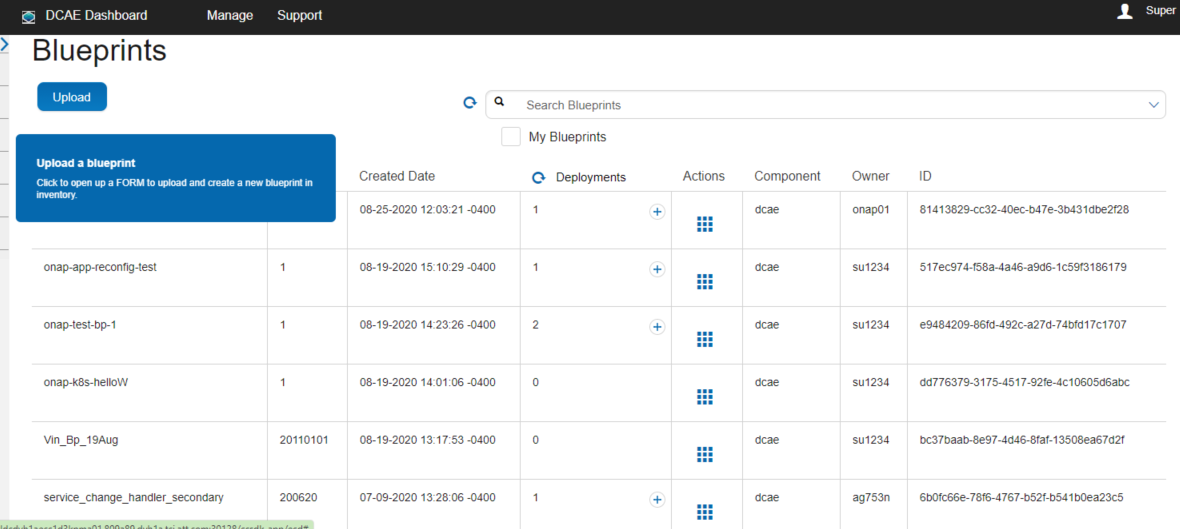 DCAE Dashboard Manage Support Super
Blueprints
Upload
Search Blueprints
My Blueprints
Upload a blueprint
Click to open up a FORM to upload and create a new blueprint in
inventory.
Created Date Deployments Actions Component Owner ID
08-25-2020 12:03:21 -0400 1 dcae onap01 81413829-cc32-40ec-b47e-3b431dbe2f28
onap-app-reconfig-test 1 08-19-2020 15:10:29 -0400 1 dcae su1234 517ec974-f58a-4a46-a9d6-1c59f3186179
onap-test-bp-1 1 08-19-2020 14:23:26 -0400 2 dcae su1234 e9484209-86fd-492c-a27d-74bfd17c1707
onap-k8s-helloW 1 08-19-2020 14:01:06 -0400 0 dcae su1234 dd776379-3175-4517-92fe-4c10605d6abc
Vin_Bp_19Aug 20110101 08-19-2020 13:17:53 -0400 0 dcae su1234 bc37baab-8e97-4d46-8faf-13508ea67d2f
service_change_handler_secondary 200620 07-09-2020 13:28:06 -0400 1 dcae ag753n 6b0fc66e-78f6-4767-b52f-b541b0ea23c5